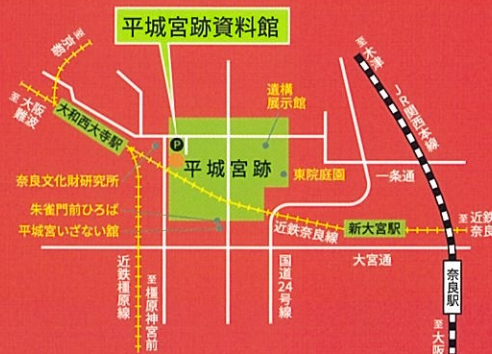 平城宮跡資料館
至京都
至大阪難波
大和西大寺駅
P
遺構
展示館
至木津
JR関西本線
平城宮跡
奈良文化財研究所
東院庭園
一条通
朱雀門前ひろば
平城宮いざない館
近鉄奈良線
新大宮駅
至近鉄奈良
大宮通
近鉄橿原線
至橿原神宮前
国道24号線
奈良駅
至大阪